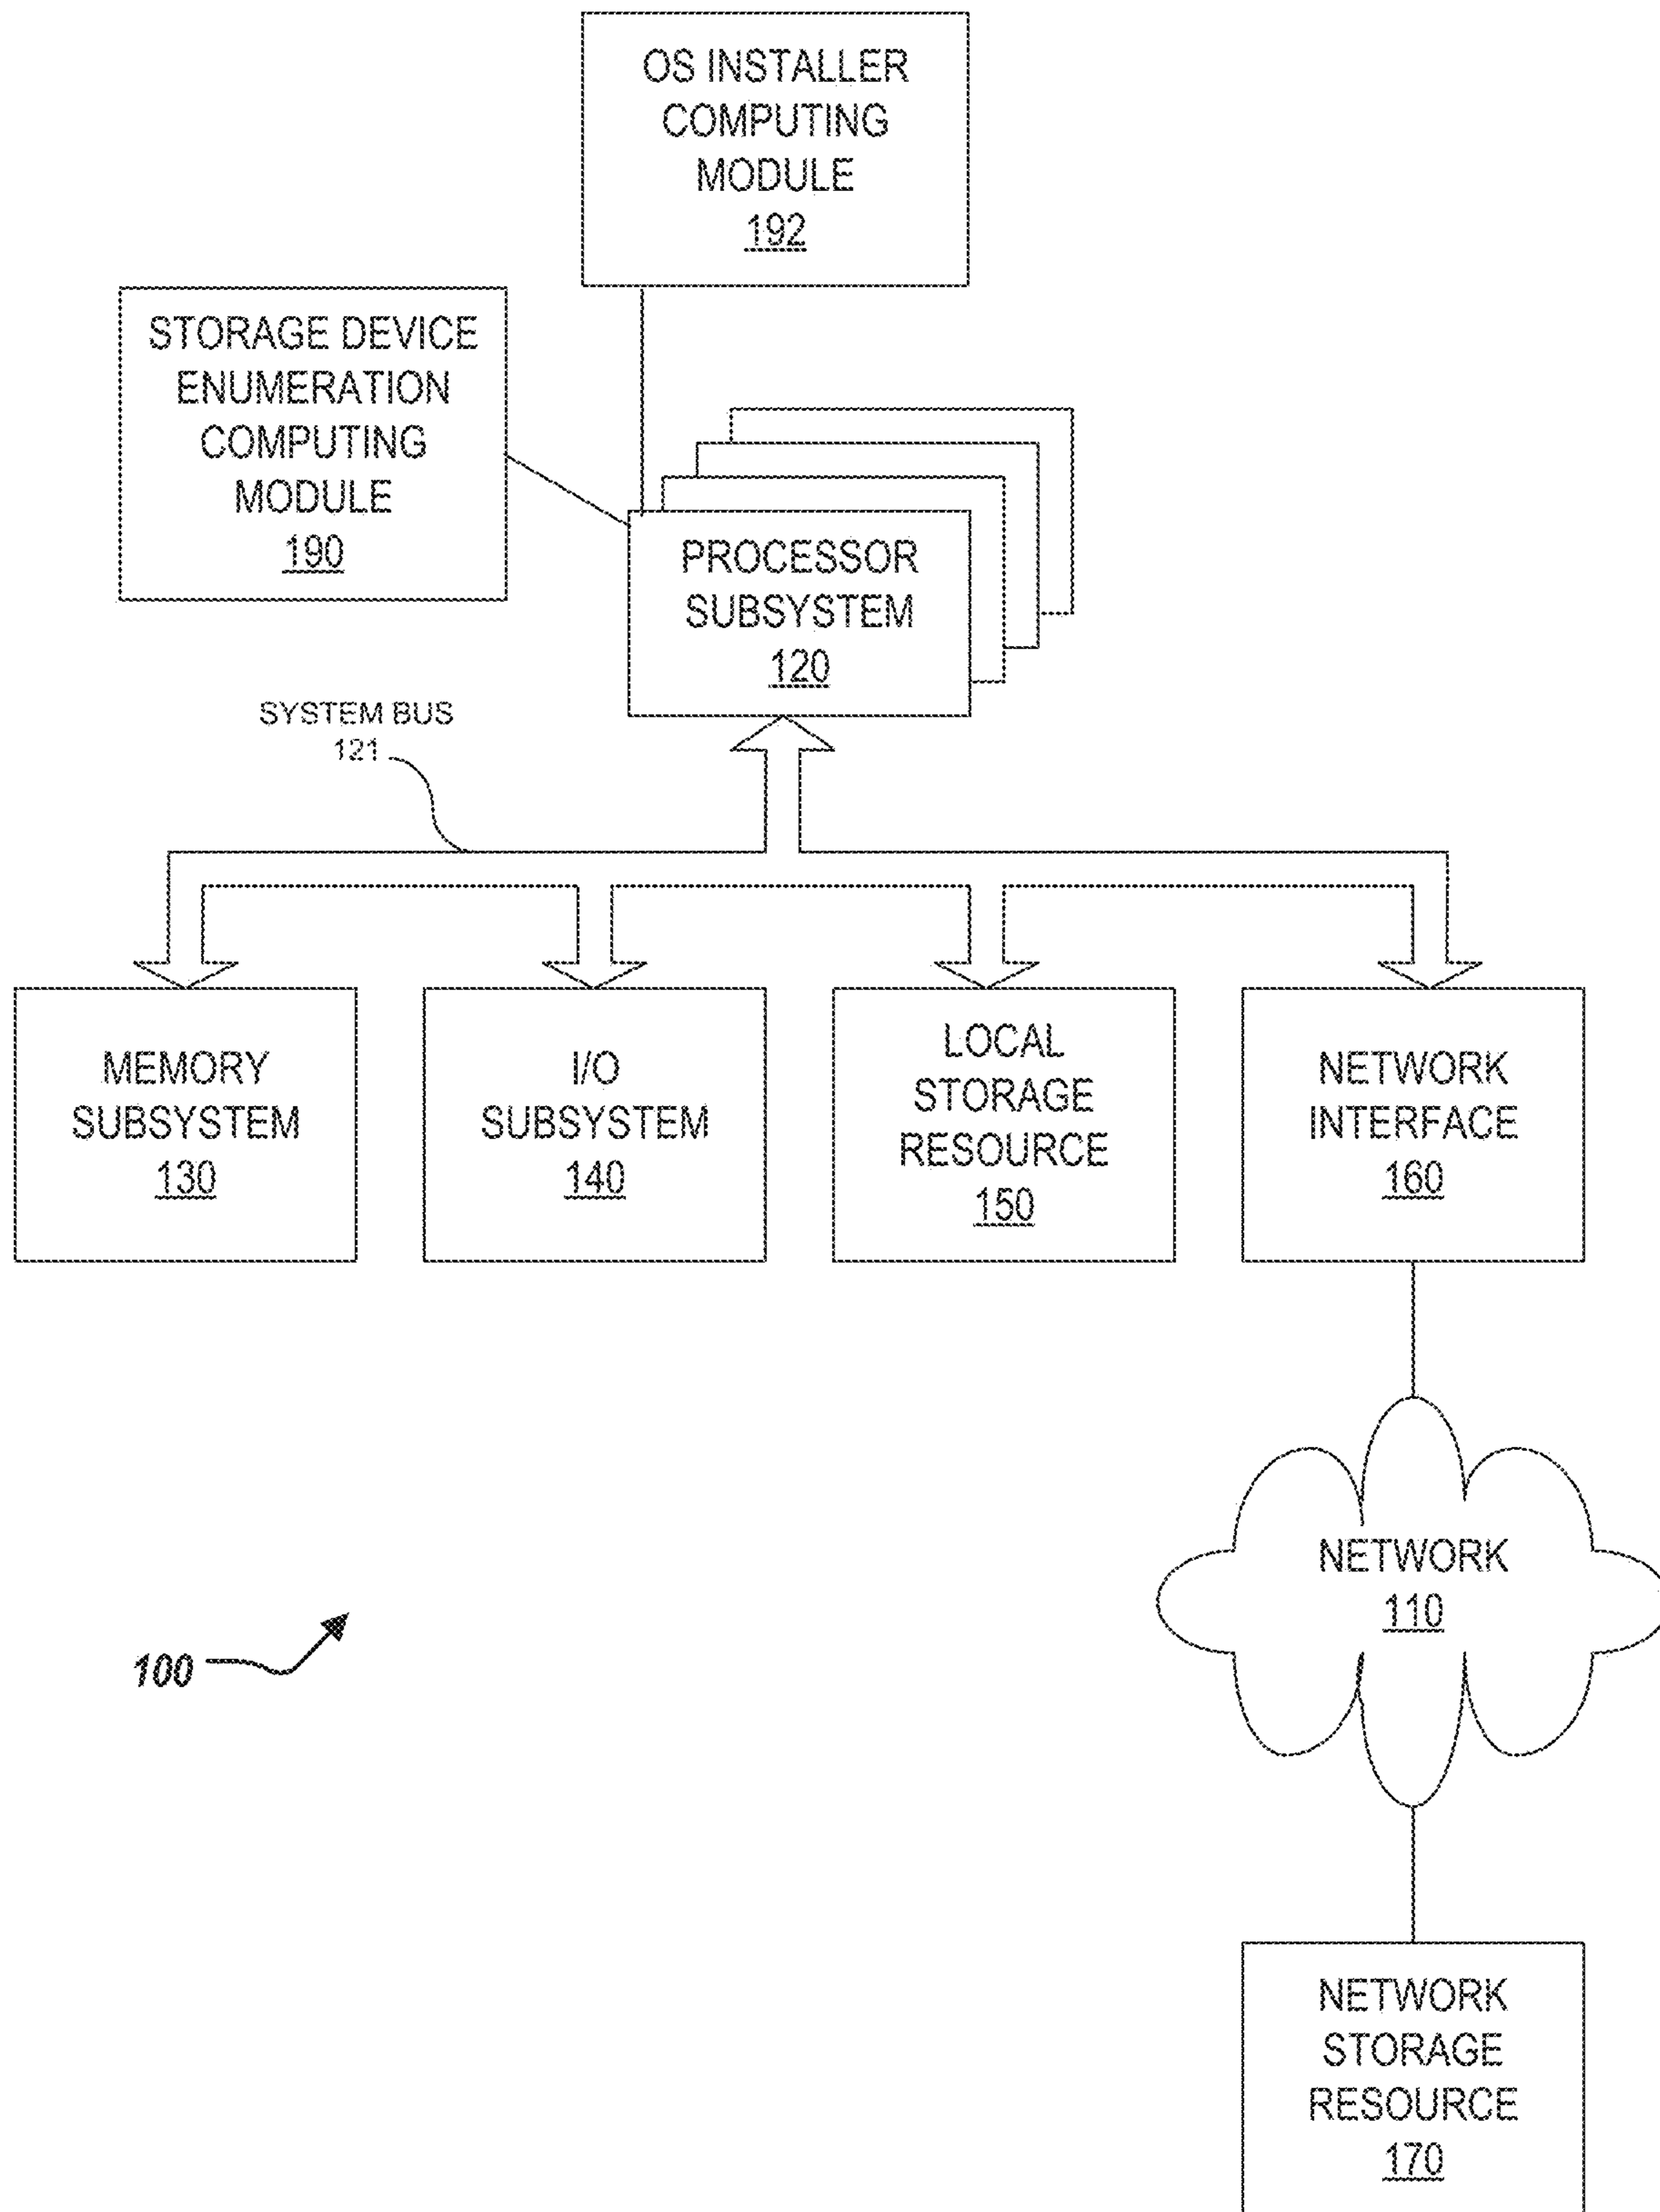 OS INSTALLER
COMPUTING
MODULE
192
STORAGE DEVICE
ENUMERATION
COMPUTING
MODULE
190
PROCESSOR
SUBSYSTEM
120
SYSTEM BUS
121
MEMORY
SUBSYSTEM
130
I/O
SUBSYSTEM
140
LOCAL
STORAGE
RESOURCE
150
NETWORK
INTERFACE
160
NETWORK
110
100
NETWORK
STORAGE
RESOURCE
170